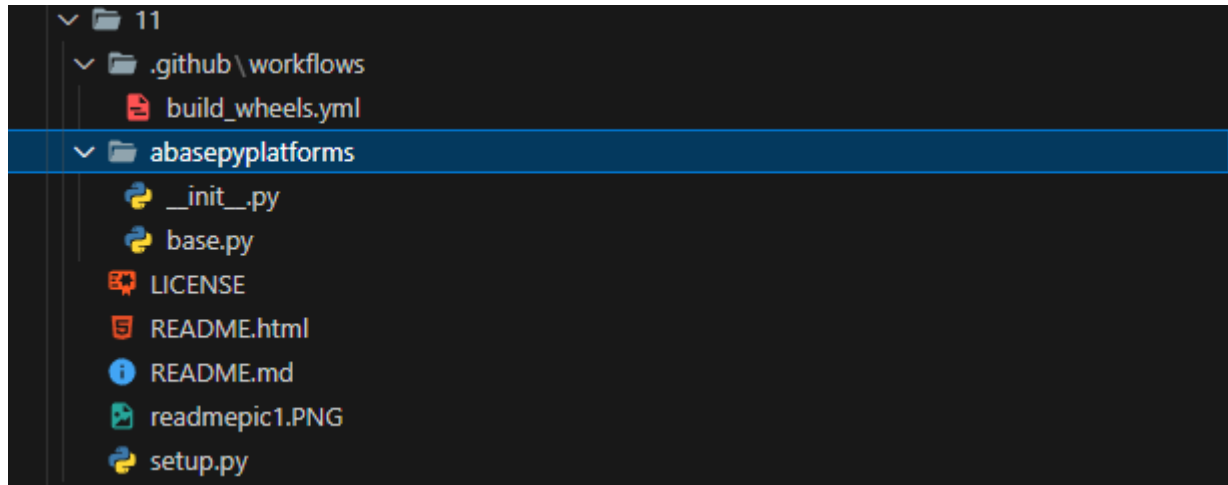 11
.github\workflows
build_wheels.yml
abasepyplatforms
__init__.py
base.py
LICENSE
README.html
README.md
readmepic1.PNG
setup.py